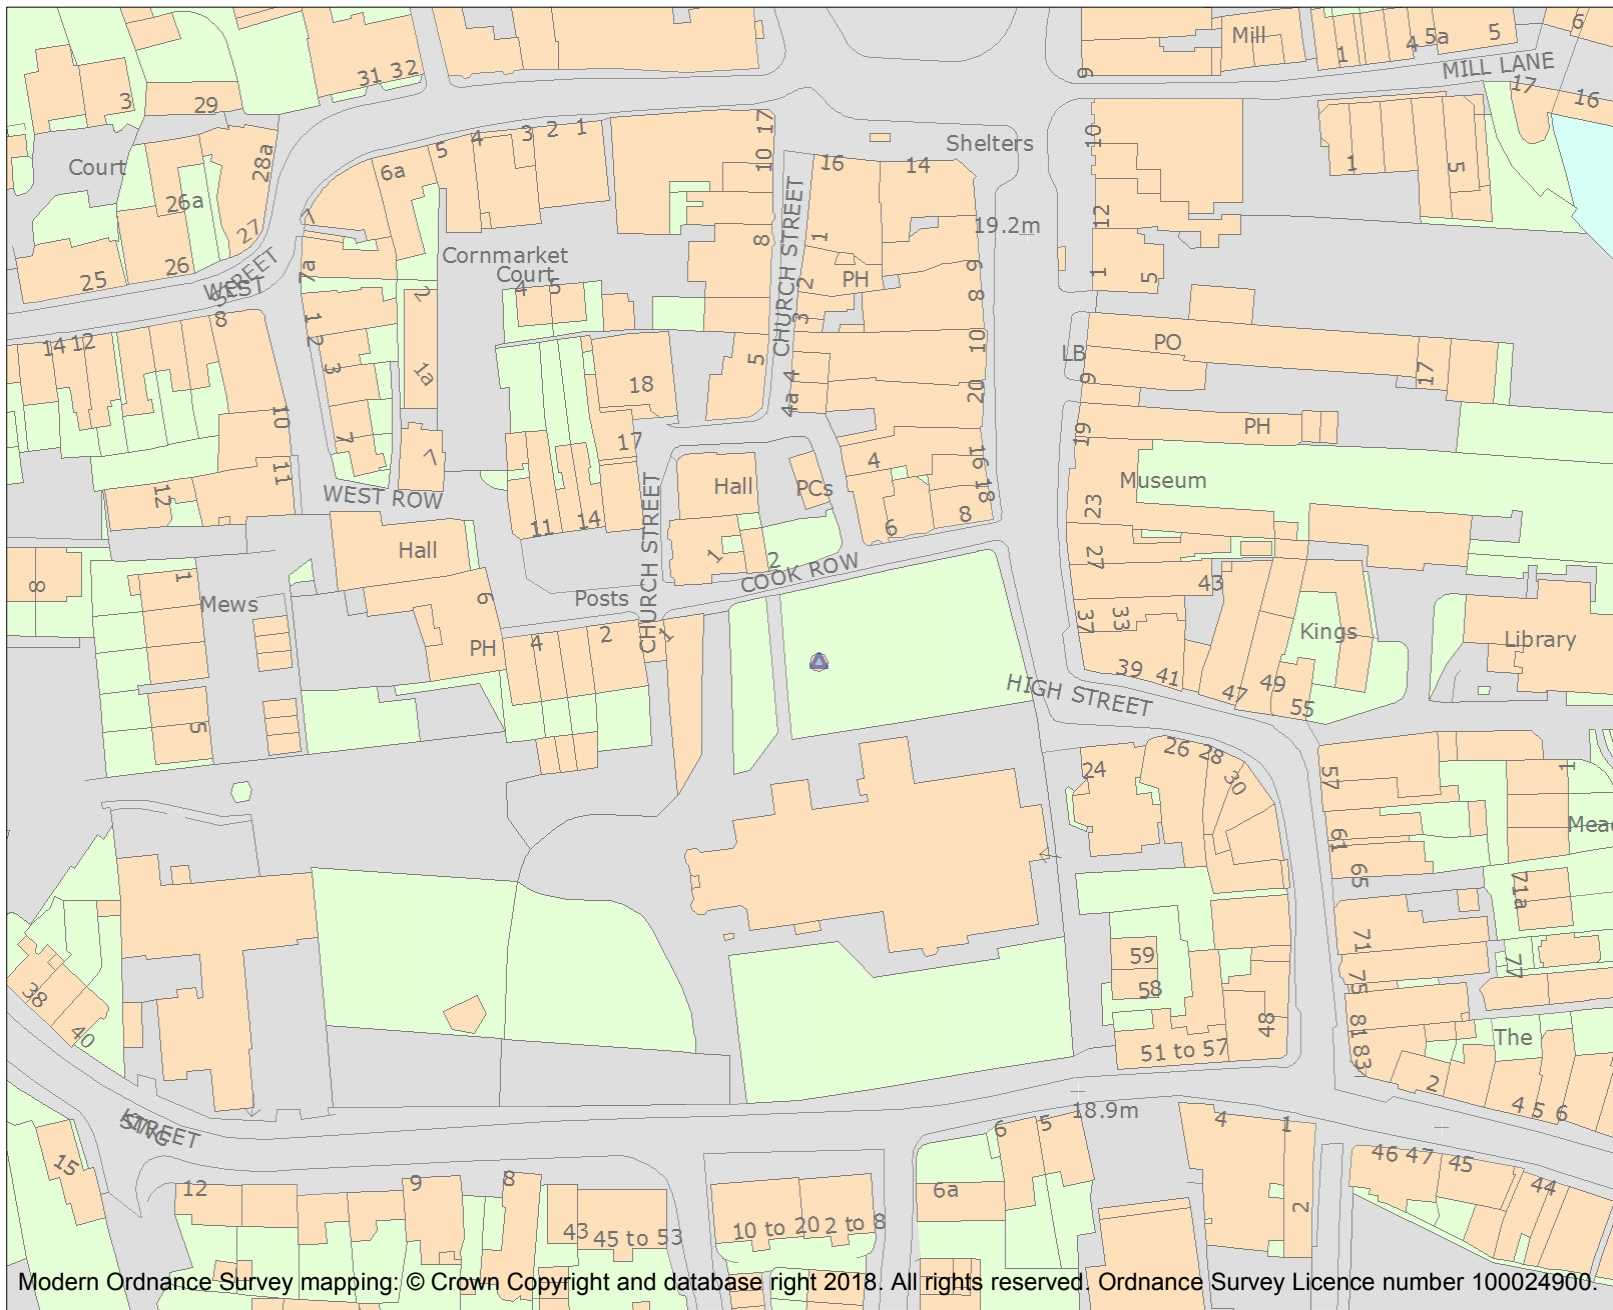 31 32
3
29
Court
28a
26a
27
26
25
WEST STREET
8
14 12
7
6a
5
4
3 2 1
10 17
16
14
Shelters
9
Mill
1
4 5a 5
6
MILL LANE
17
16
10
1
5
12
19.2m
1
5
Cornmarket
Court
4 5
8
1
PH
CHURCH STREET
2
3
9
8
10
20
7a
1 2
3
2
1a
7
7
10
11
12
18
17
5
4a 4
LB
9
PO
17
19
PH
Museum
23
4
16 18
WEST ROW
11 14
Hall
PCs
6
8
Hall
1
2
COOK ROW
CHURCH STREET
Posts
27
43
37
33
Kings
Library
8
1
Mews
6
PH
4
2
1
5
39 41
47 49
55
HIGH STREET
24
26 28
30
57
1
61
65
Mead
71a
71
77
75
59
58
48
81 83
The
51 to 57
2
4 5 6
38
40
KING STREET
18.9m
15
12
9
8
43
45 to 53
10 to 20
2 to 8
6a
6
5
4
1
2
46 47 45
44
Modern Ordnance Survey mapping: © Crown Copyright and database right 2018. All rights reserved. Ordnance Survey Licence number 100024900.